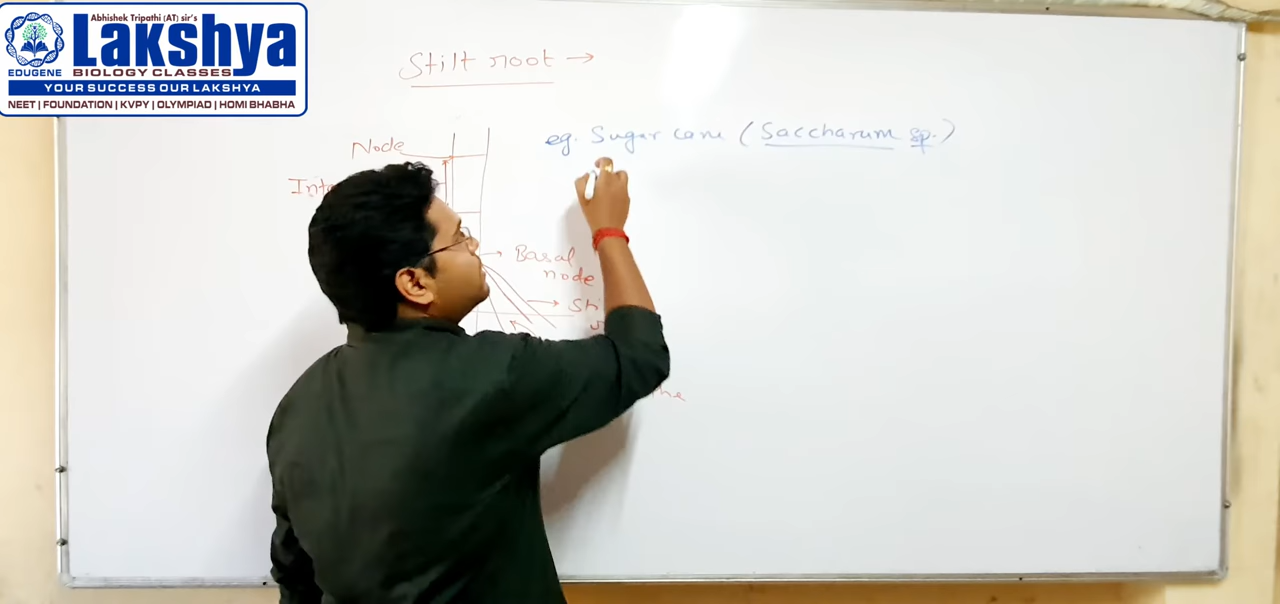 Abhishek Tripathi (AT) sir's
Lakshya
EDUGENE
BIOLOGY CLASSES
YOUR SUCCESS OUR LAKSHYA
NEET | FOUNDATION | KVPY | OLYMPIAD | HOMI BHABHA
Stilt root →
eg. Sugar cane (Saccharum sp.)
Node
→ Basal
node